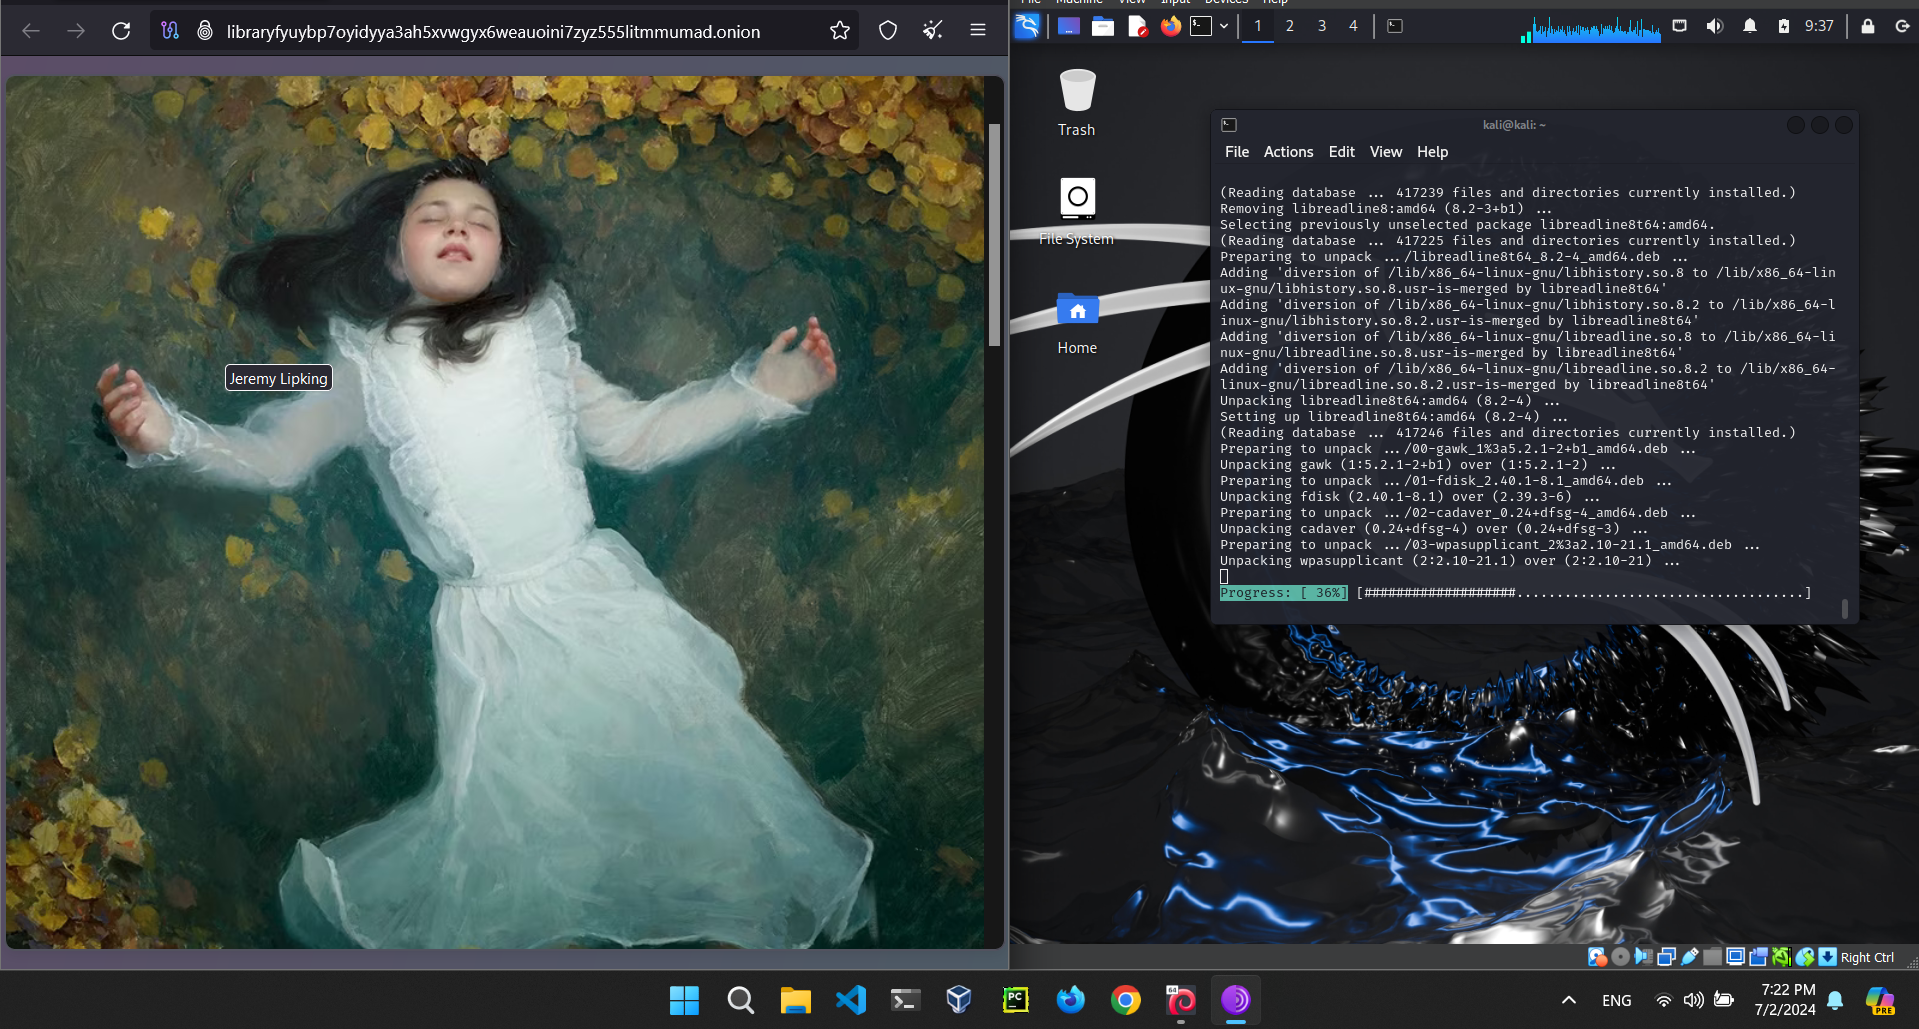 libraryfyuybp7oyidyya3ah5xvwgyx6weauoini7zyz555litmmumad.onion
Jeremy Lipking
File Machine View Input Devices Help
1 2 3 4
9:37
Trash
File System
Home
kali@kali: ~
File Actions Edit View Help
(Reading database ... 417239 files and directories currently installed.)
Removing libreadline8:amd64 (8.2-3+b1) ...
Selecting previously unselected package libreadline8t64:amd64.
(Reading database ... 417225 files and directories currently installed.)
Preparing to unpack .../libreadline8t64_8.2-4_amd64.deb ...
Adding 'diversion of /lib/x86_64-linux-gnu/libhistory.so.8 to /lib/x86_64-lin
ux-gnu/libhistory.so.8.usr-is-merged by libreadline8t64'
Adding 'diversion of /lib/x86_64-linux-gnu/libhistory.so.8.2 to /lib/x86_64-l
inux-gnu/libhistory.so.8.2.usr-is-merged by libreadline8t64'
Adding 'diversion of /lib/x86_64-linux-gnu/libreadline.so.8 to /lib/x86_64-li
nux-gnu/libreadline.so.8.usr-is-merged by libreadline8t64'
Adding 'diversion of /lib/x86_64-linux-gnu/libreadline.so.8.2 to /lib/x86_64-
linux-gnu/libreadline.so.8.2.usr-is-merged by libreadline8t64'
Unpacking libreadline8t64:amd64 (8.2-4) ...
Setting up libreadline8t64:amd64 (8.2-4) ...
(Reading database ... 417246 files and directories currently installed.)
Preparing to unpack .../00-gawk_1%3a5.2.1-2+b1_amd64.deb ...
Unpacking gawk (1:5.2.1-2+b1) over (1:5.2.1-2) ...
Preparing to unpack .../01-fdisk_2.40.1-8.1_amd64.deb ...
Unpacking fdisk (2.40.1-8.1) over (2.39.3-6) ...
Preparing to unpack .../02-cadaver_0.24+dfsg-4_amd64.deb ...
Unpacking cadaver (0.24+dfsg-4) over (0.24+dfsg-3) ...
Preparing to unpack .../03-wpasupplicant_2%3a2.10-21.1_amd64.deb ...
Unpacking wpasupplicant (2:2.10-21.1) over (2:2.10-21) ...
Progress: [ 36%] [###################....................................]
Right Ctrl
PC
64
ENG
7:22 PM
7/2/2024
PRE